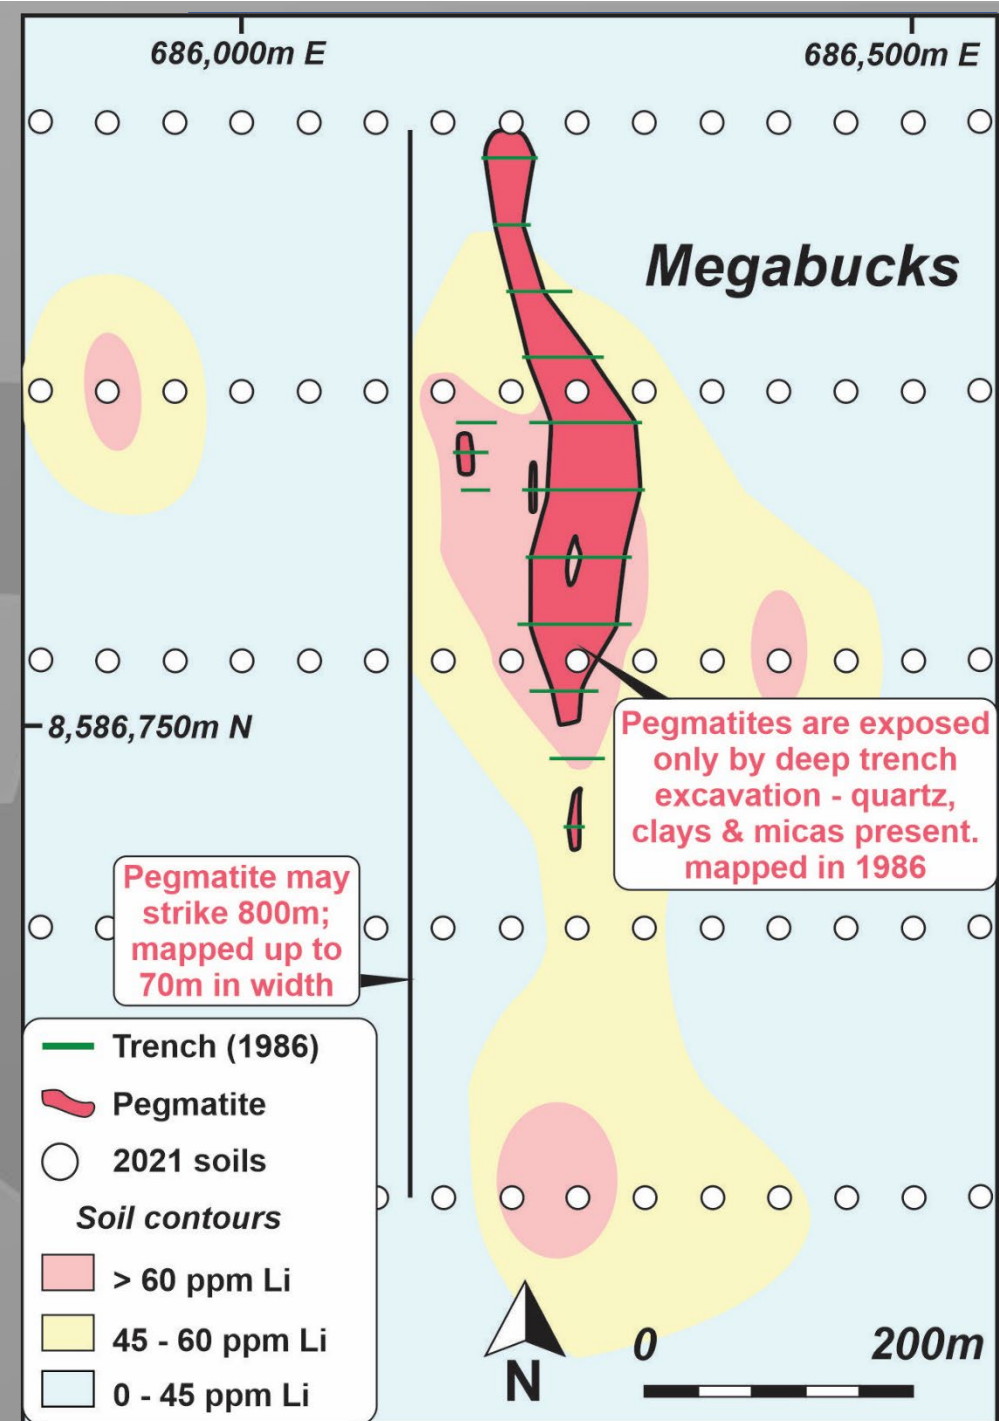 686,000m E
686,500m E
Megabucks
8,586,750m N
Pegmatites are exposed
only by deep trench
excavation - quartz,
clays & micas present.
mapped in 1986
Pegmatite may
strike 800m;
mapped up to
70m in width
Trench (1986)
Pegmatite
2021 soils
Soil contours
> 60 ppm Li
45 - 60 ppm Li
0 - 45 ppm Li
N
0
200m